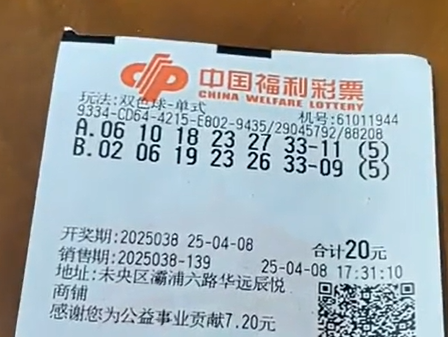 中国福利彩票
CHINA WELFARE LOTTERY
玩法:双色球-单式 机号:61011944
9334-CD64-4215-E802-9435/29045792/88208
A.06 10 18 23 27 33-11 (5)
B.02 06 19 23 26 33-09 (5)
开奖期:2025038 25-04-08 合计20元
销售期:2025038-139 25-04-08 17:31:10
地址:未央区灞浦六路华远辰悦
商铺
感谢您为公益事业贡献7.20元